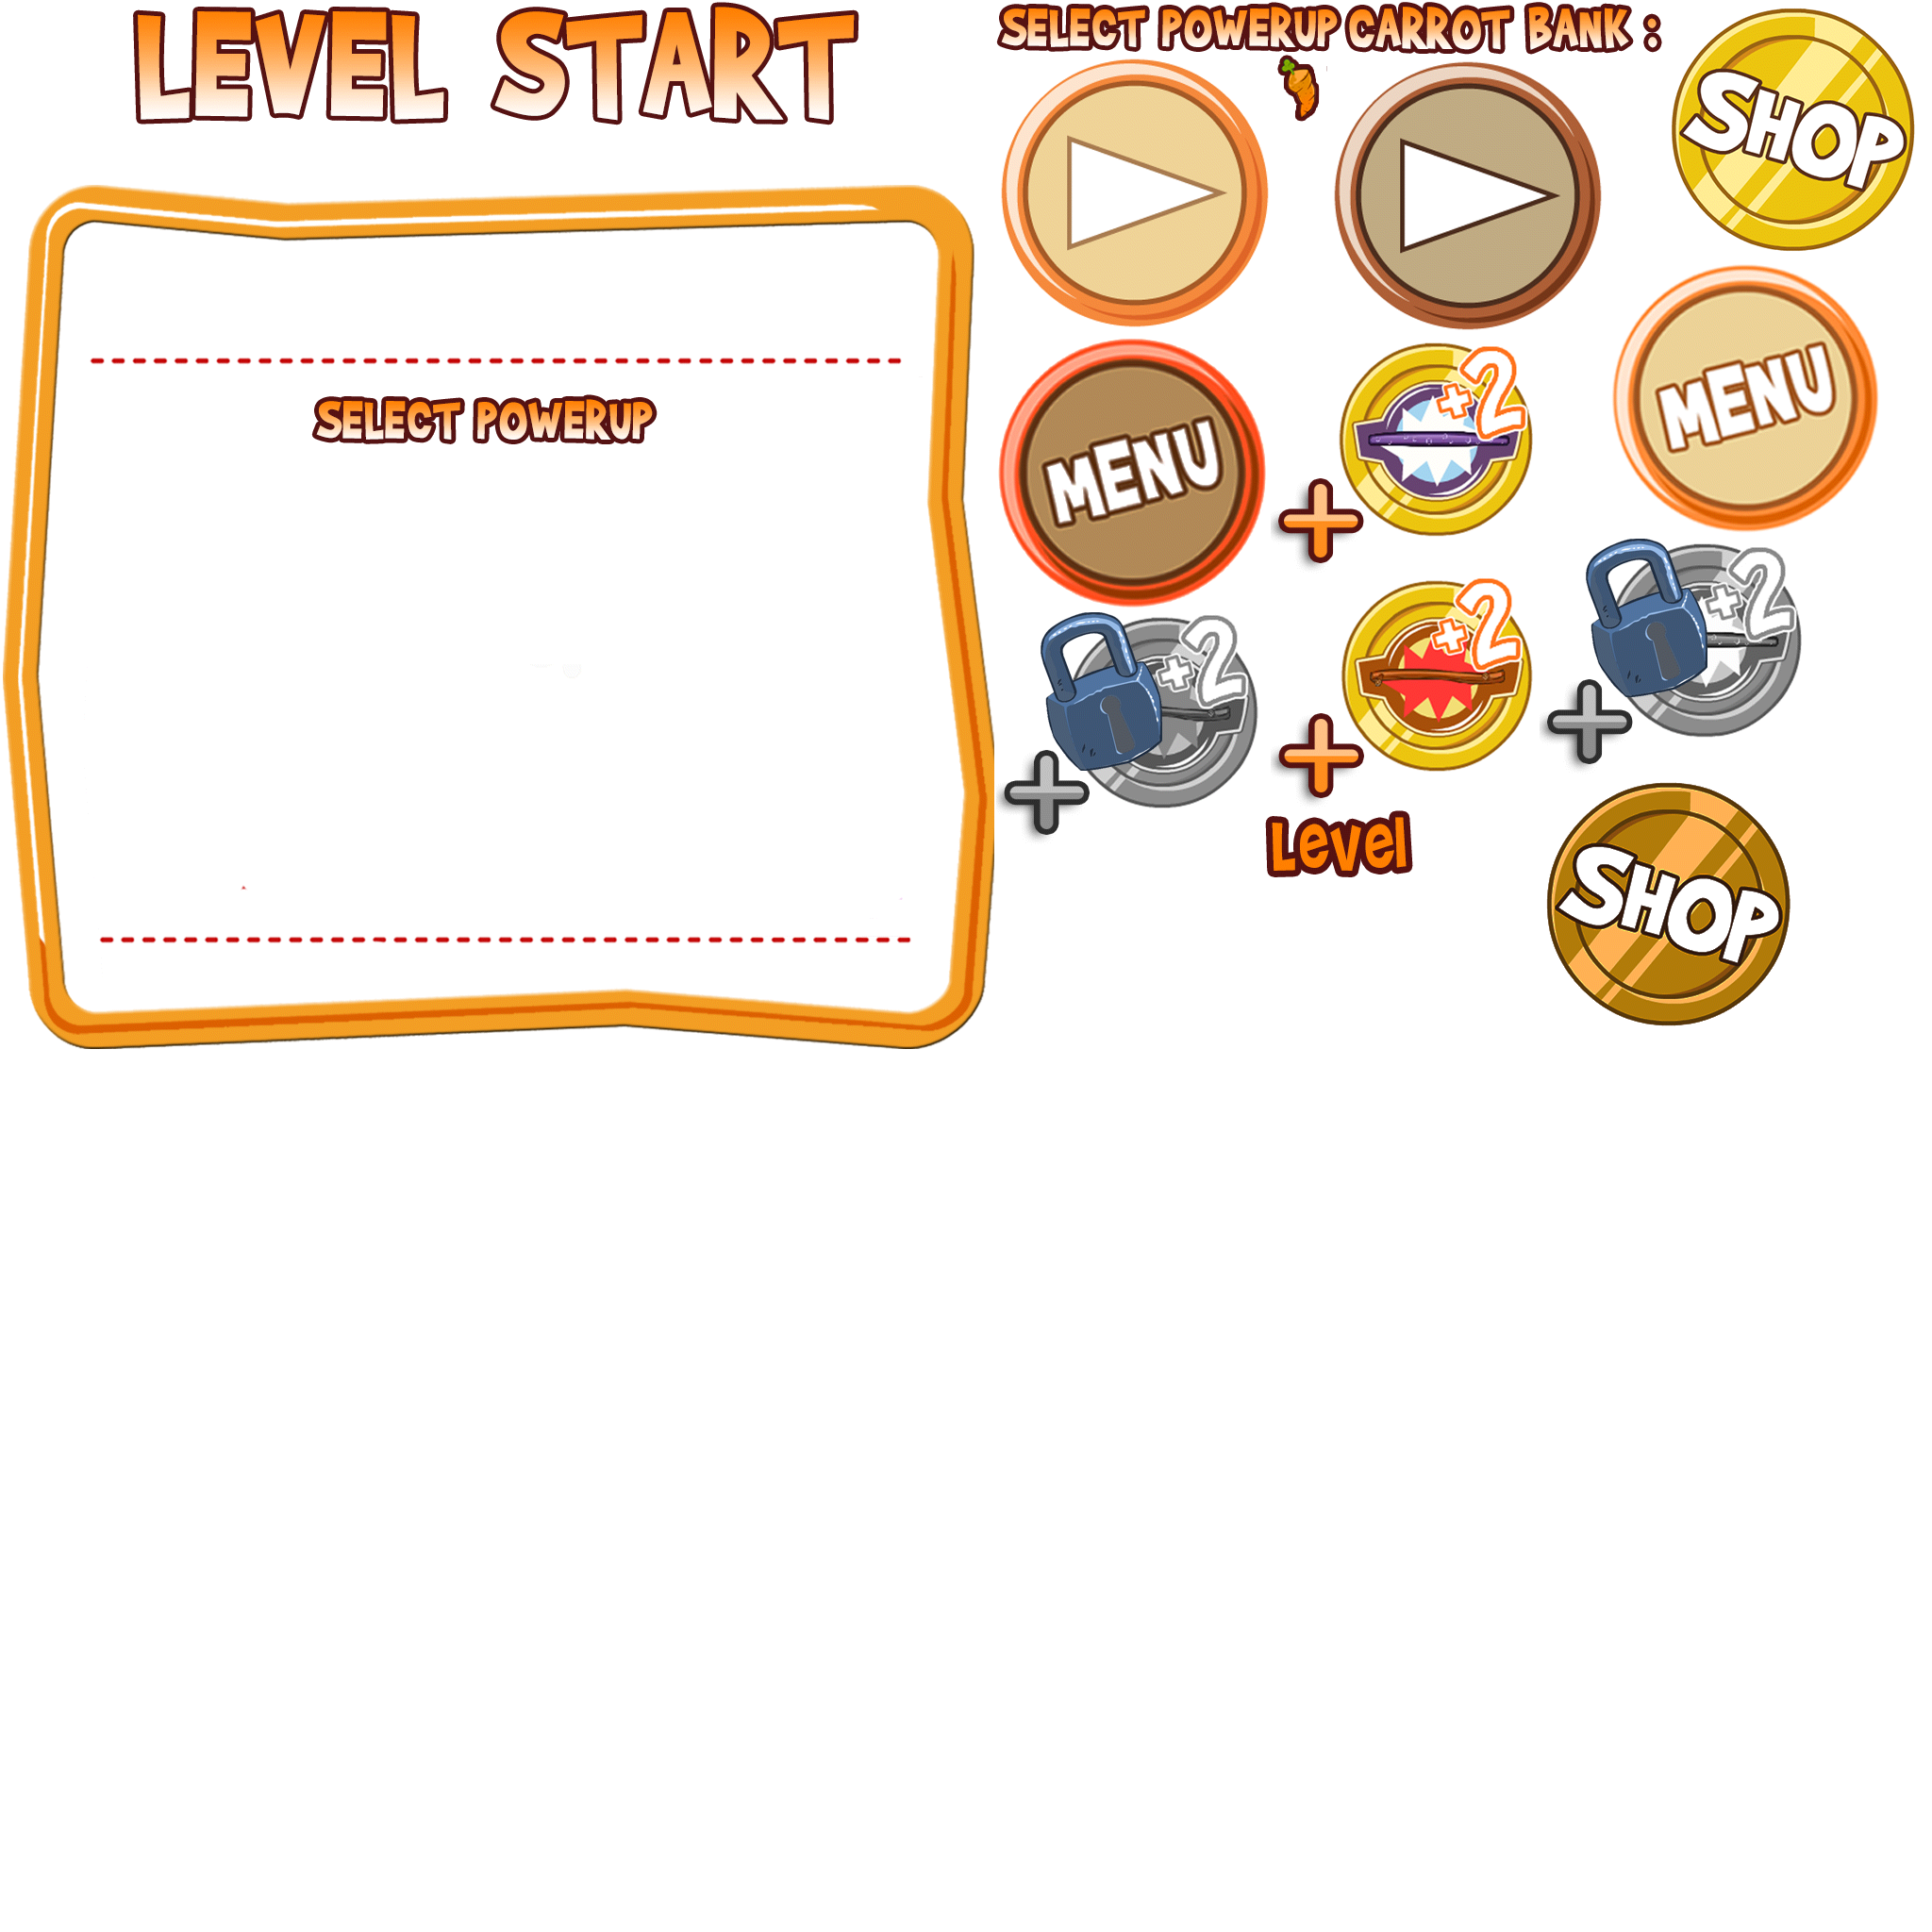 LEVEL START
SELECT POWERUP
SELECT POWERUP
CARROT BANK :
SHOP
MENU
MENU
+2
+2
+2
+2
Level
SHOP